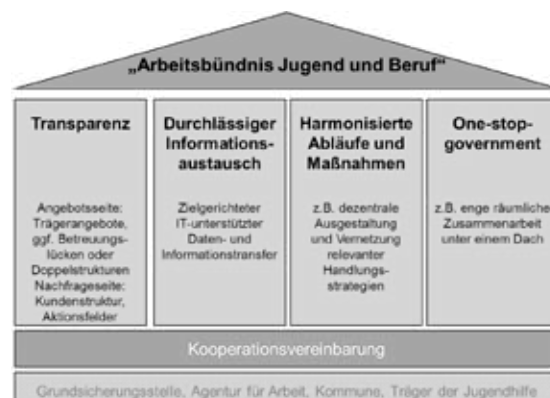 „Arbeitsbündnis Jugend und Beruf“
Transparenz
Angebotsseite:
Trägerangebote,
ggf. Betreuungs-
lücken oder
Doppelstrukturen
Nachfrageseite:
Kundenstruktur,
Aktionsfelder
Durchlässiger
Informations-
austausch
Zielgerichteter
IT-unterstützter
Daten- und
Informationstransfer
Harmonisierte
Abläufe und
Maßnahmen
z.B. dezentrale
Ausgestaltung
und Vernetzung
relevanter
Handlungs-
strategien
One-stop-
government
z.B. enge räumliche
Zusammenarbeit
unter einem Dach
Kooperationsvereinbarung
Grundsicherungsstelle, Agentur für Arbeit, Kommune, Träger der Jugendhilfe